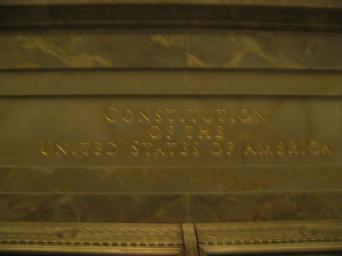 CONSTITUTION
OF THE
UNITED STATES OF AMERICA